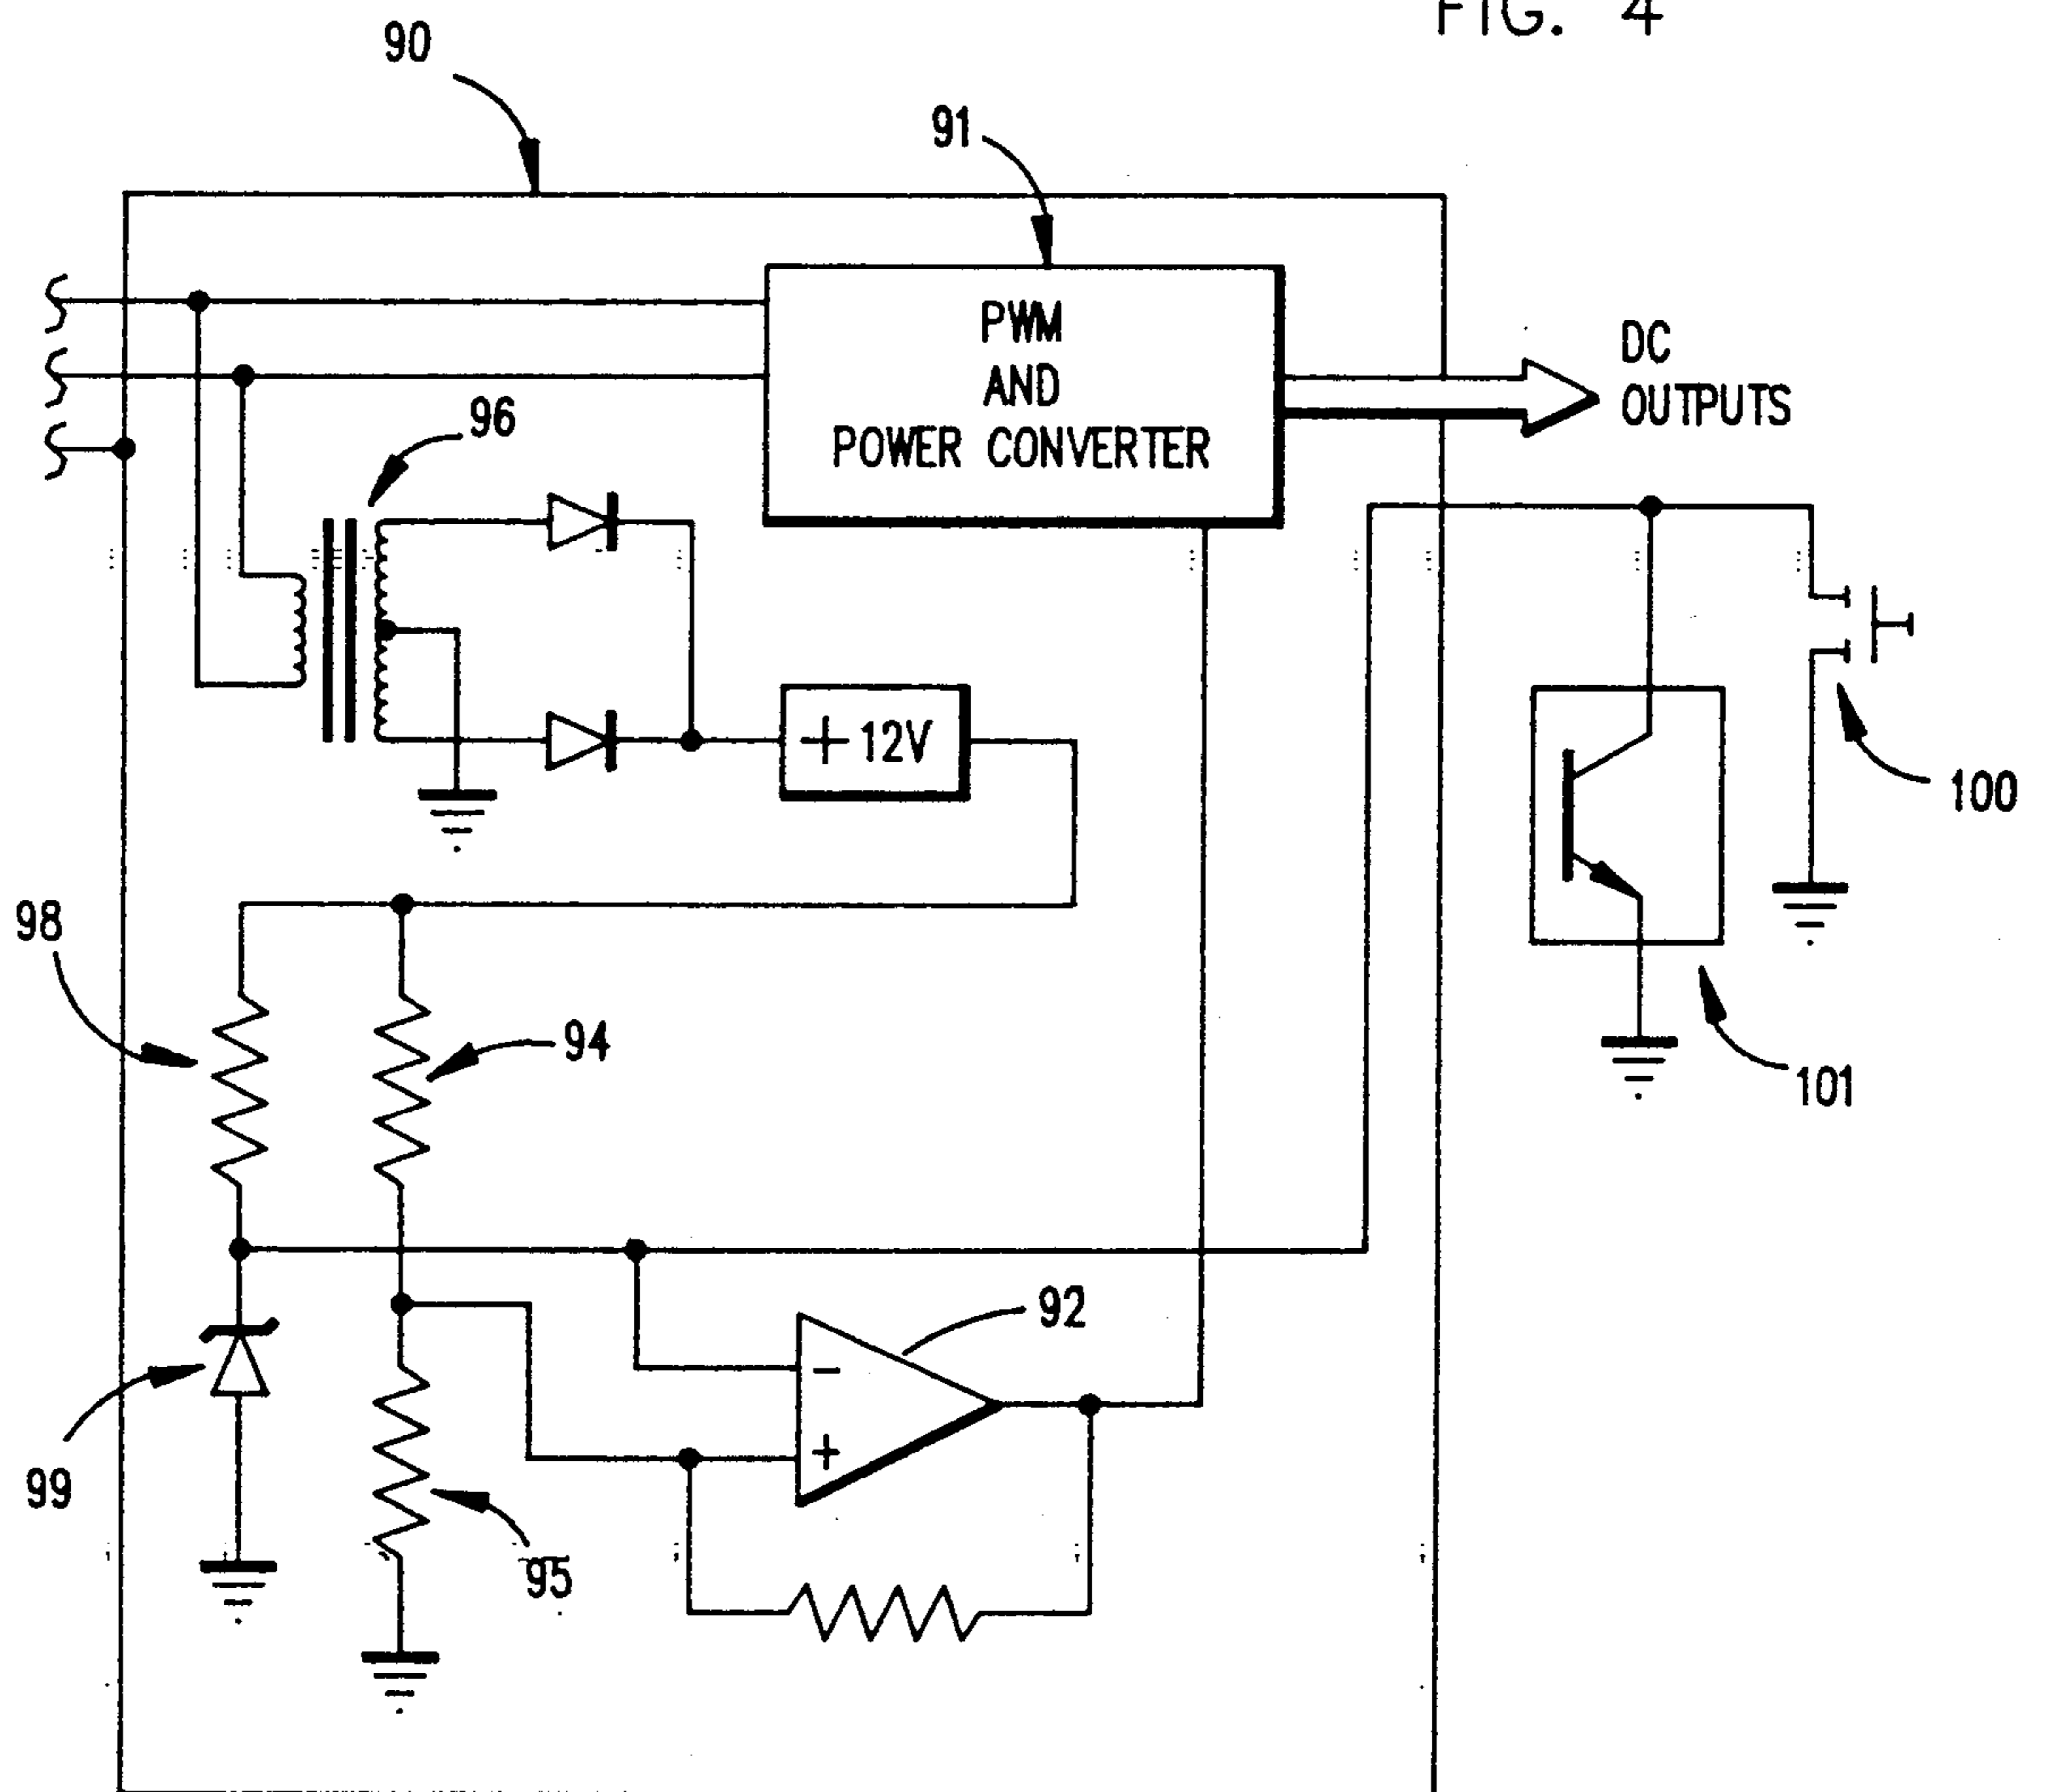 FIG. 4
90
91
PWM
AND
POWER CONVERTER
DC
OUTPUTS
96
+ 12V
100
98
94
101
92
-
+
99
95